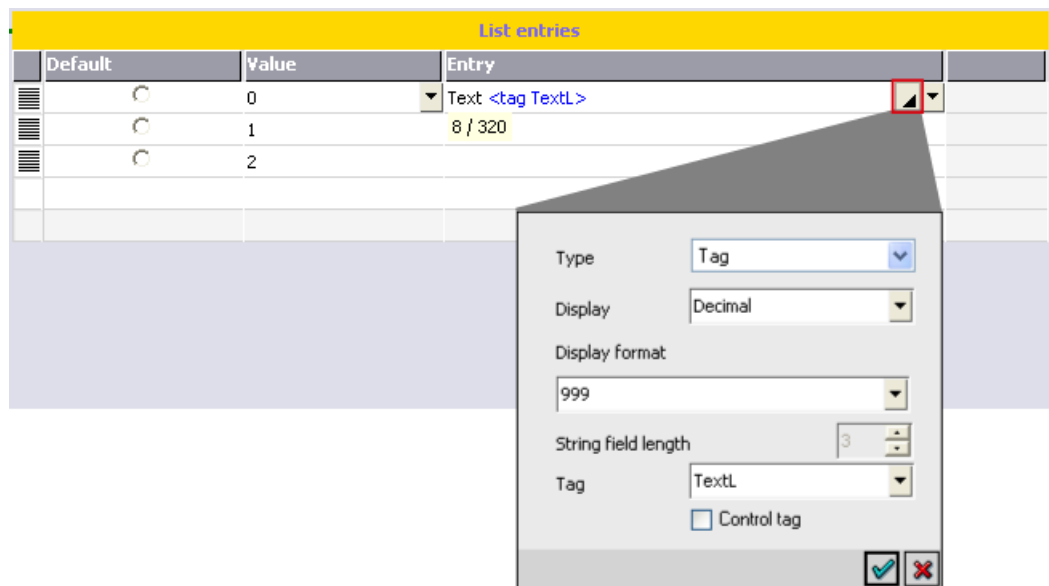 List entries
Default Value Entry
0 Text <tag TextL>
1 8 / 320
2
Type Tag
Display Decimal
Display format
999
String field length 3
Tag TextL
Control tag